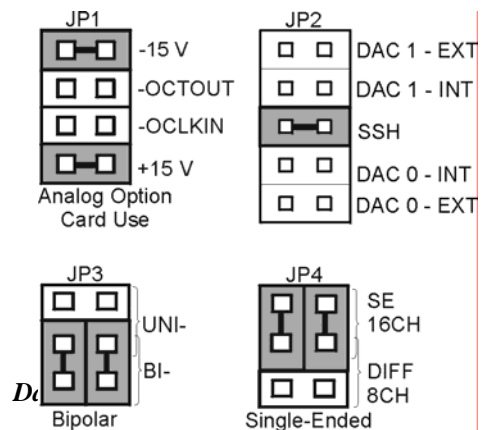 JP1
-15 V
-OCTOUT
-OCLKIN
+15 V
Analog Option
Card Use
JP2
DAC 1 - EXT
DAC 1 - INT
SSH
DAC 0 - INT
DAC 0 - EXT
JP3
UNI-
BI-
Bipolar
JP4
SE
16CH
DIFF
8CH
Single-Ended